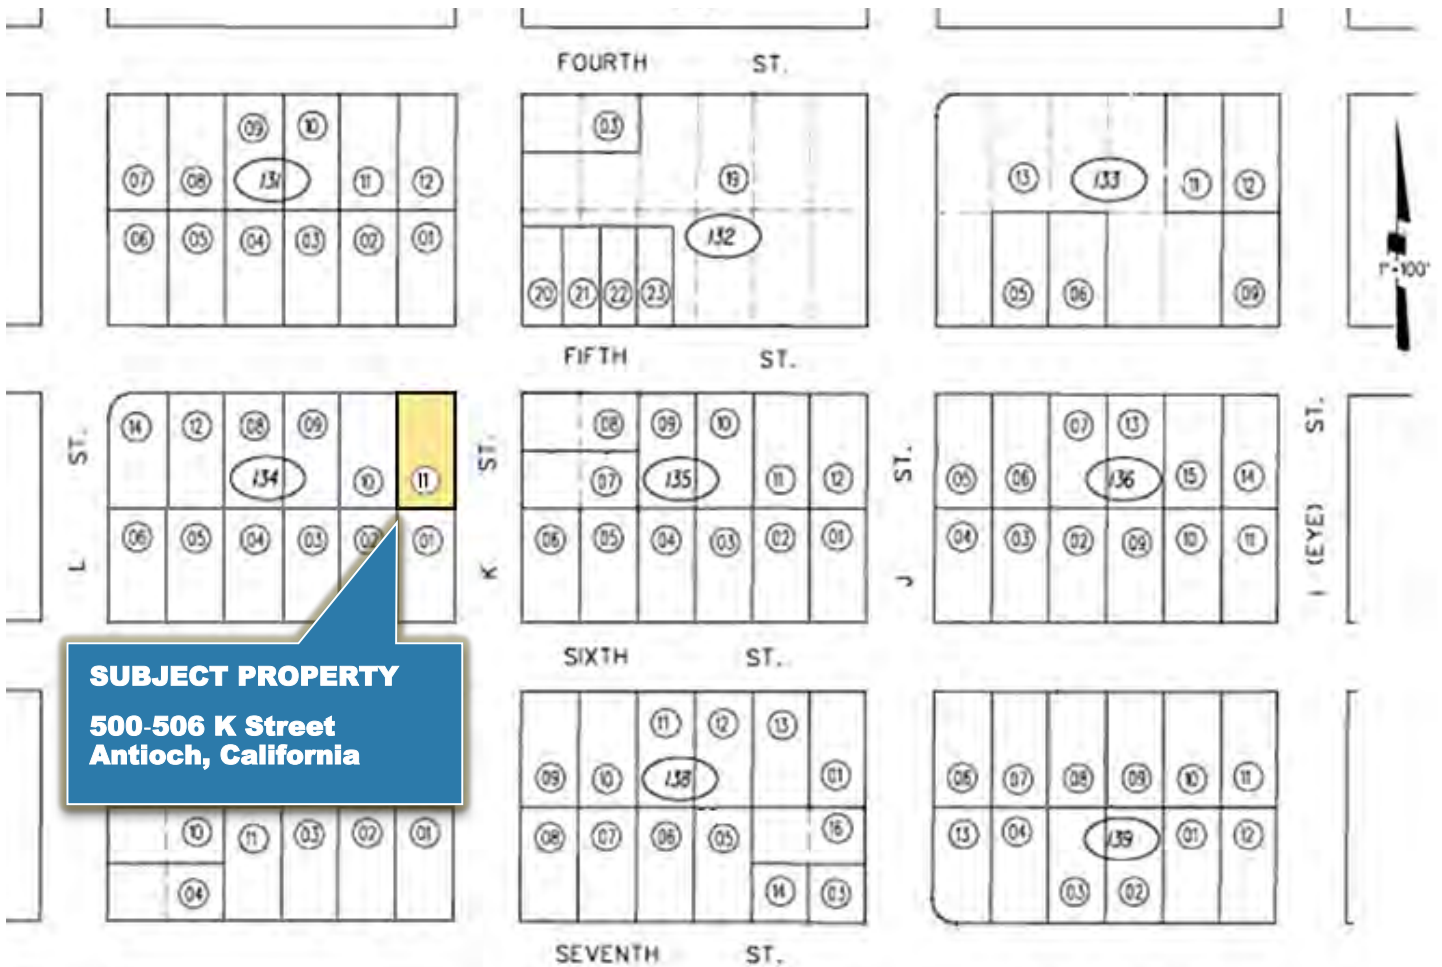 FOURTH ST.
09 10 03
07 08 131 11 12 19 13 133 11 12
06 05 04 03 02 01 132
20 21 22 23 05 06 09
1"=100'
FIFTH ST.
14 12 08 09 08 09 10 07 13
134 10 11 07 135 11 12 05 06 136 15 14
06 05 04 03 02 01 06 05 04 03 02 01 04 03 02 09 10 11
L ST.
K ST.
J ST.
I (EYE) ST.
SIXTH ST.
SUBJECT PROPERTY
500-506 K Street
Antioch, California
11 12 13
09 10 138 01 06 07 08 09 10 11
10 11 03 02 01 08 07 06 05 16 13 04 139 01 12
04 14 03 03 02
SEVENTH ST.